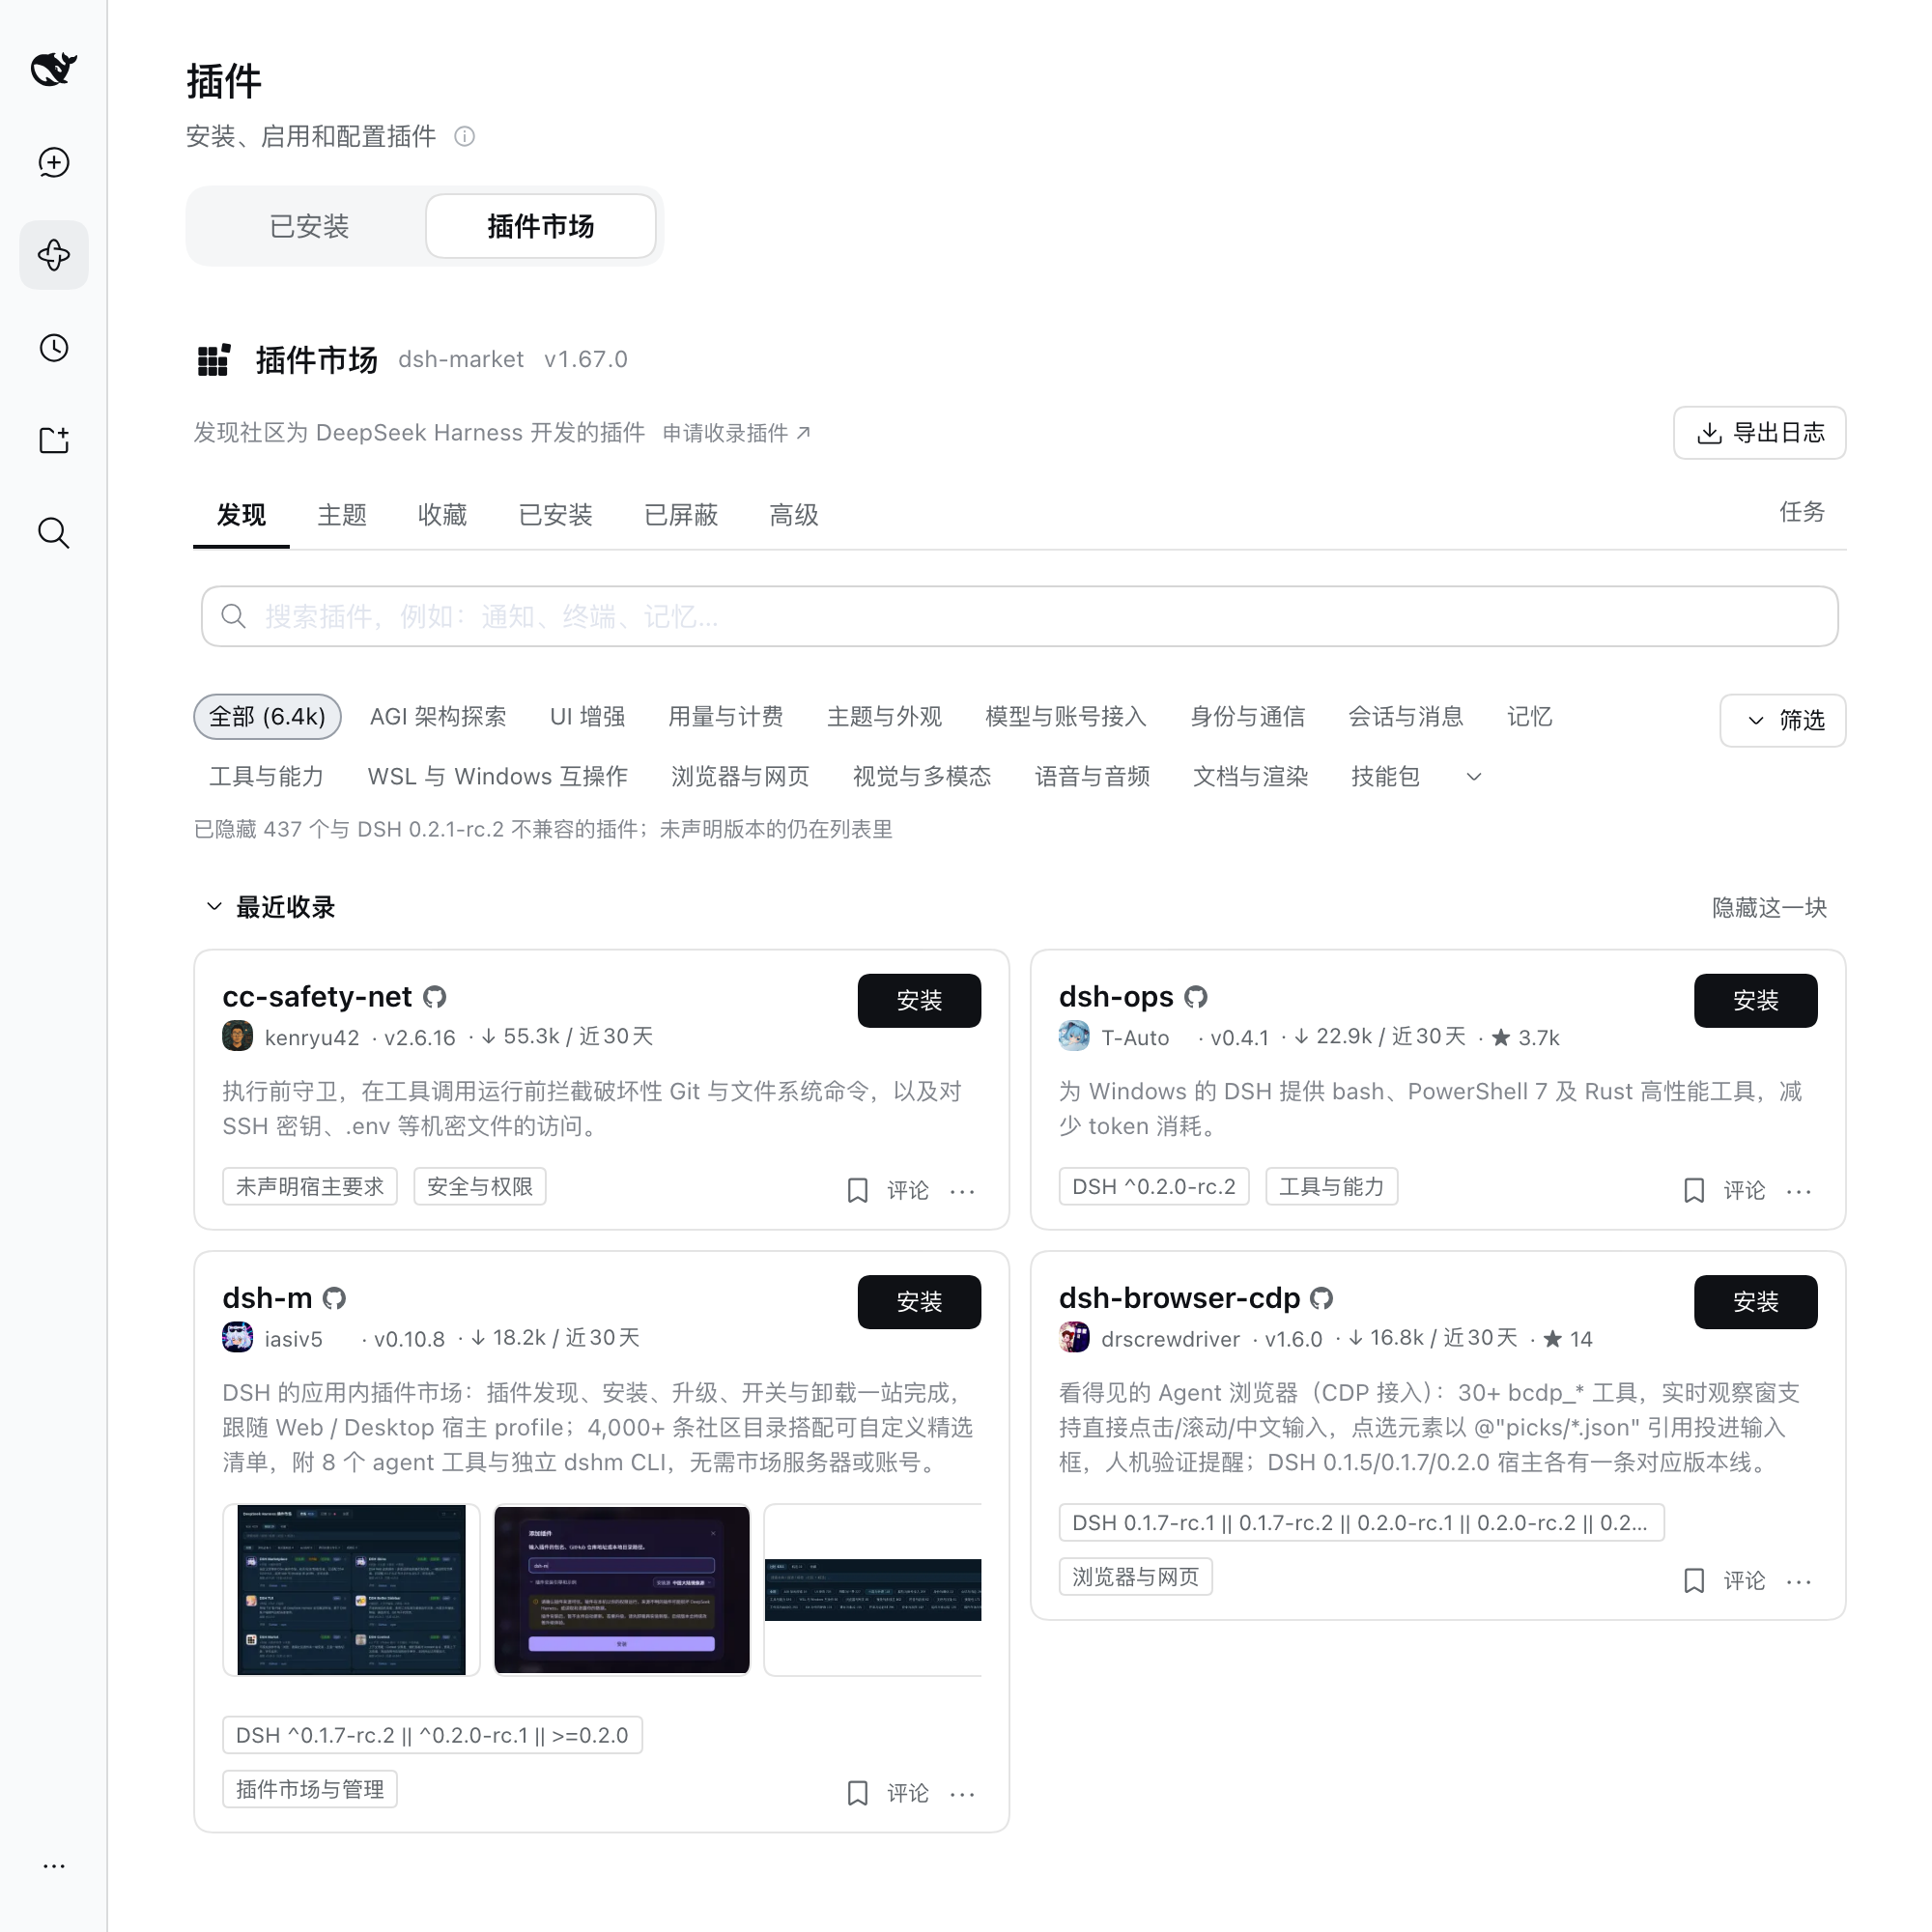 插件
安装、启用和配置插件
已安装
插件市场
插件市场 dsh-market v1.67.0
发现社区为 DeepSeek Harness 开发的插件 申请收录插件
导出日志
发现 主题 收藏 已安装 已屏蔽 高级 任务
搜索插件，例如：通知、终端、记忆...
全部 (6.4k) AGI 架构探索 UI 增强 用量与计费 主题与外观 模型与账号接入 身份与通信 会话与消息 记忆
筛选
工具与能力 WSL 与 Windows 互操作 浏览器与网页 视觉与多模态 语音与音频 文档与渲染 技能包
已隐藏 437 个与 DSH 0.2.1-rc.2 不兼容的插件；未声明版本的仍在列表里
最近收录 隐藏这一块
cc-safety-net
安装
kenryu42 · v2.6.16 · ↓ 55.3k / 近30天
执行前守卫，在工具调用运行前拦截破坏性 Git 与文件系统命令，以及对
SSH 密钥、.env 等机密文件的访问。
未声明宿主要求 安全与权限
评论 ···
dsh-ops
安装
T-Auto · v0.4.1 · ↓ 22.9k / 近30天 · ★ 3.7k
为 Windows 的 DSH 提供 bash、PowerShell 7 及 Rust 高性能工具，减
少 token 消耗。
DSH ^0.2.0-rc.2 工具与能力
评论 ···
dsh-m
安装
iasiv5 · v0.10.8 · ↓ 18.2k / 近30天
DSH 的应用内插件市场：插件发现、安装、升级、开关与卸载一站完成，
跟随 Web / Desktop 宿主 profile；4,000+ 条社区目录搭配可自定义精选
清单，附 8 个 agent 工具与独立 dshm CLI，无需市场服务器或账号。
添加插件
dsh-m
安装
DSH ^0.1.7-rc.2 || ^0.2.0-rc.1 || >=0.2.0
插件市场与管理
评论 ···
dsh-browser-cdp
安装
drscrewdriver · v1.6.0 · ↓ 16.8k / 近30天 · ★ 14
看得见的 Agent 浏览器（CDP 接入）：30+ bcdp_* 工具，实时观察窗支
持直接点击/滚动/中文输入，点选元素以 @"picks/*.json" 引用投进输入
框，人机验证提醒；DSH 0.1.5/0.1.7/0.2.0 宿主各有一条对应版本线。
DSH 0.1.7-rc.1 || 0.1.7-rc.2 || 0.2.0-rc.1 || 0.2.0-rc.2 || 0.2...
浏览器与网页
评论 ···